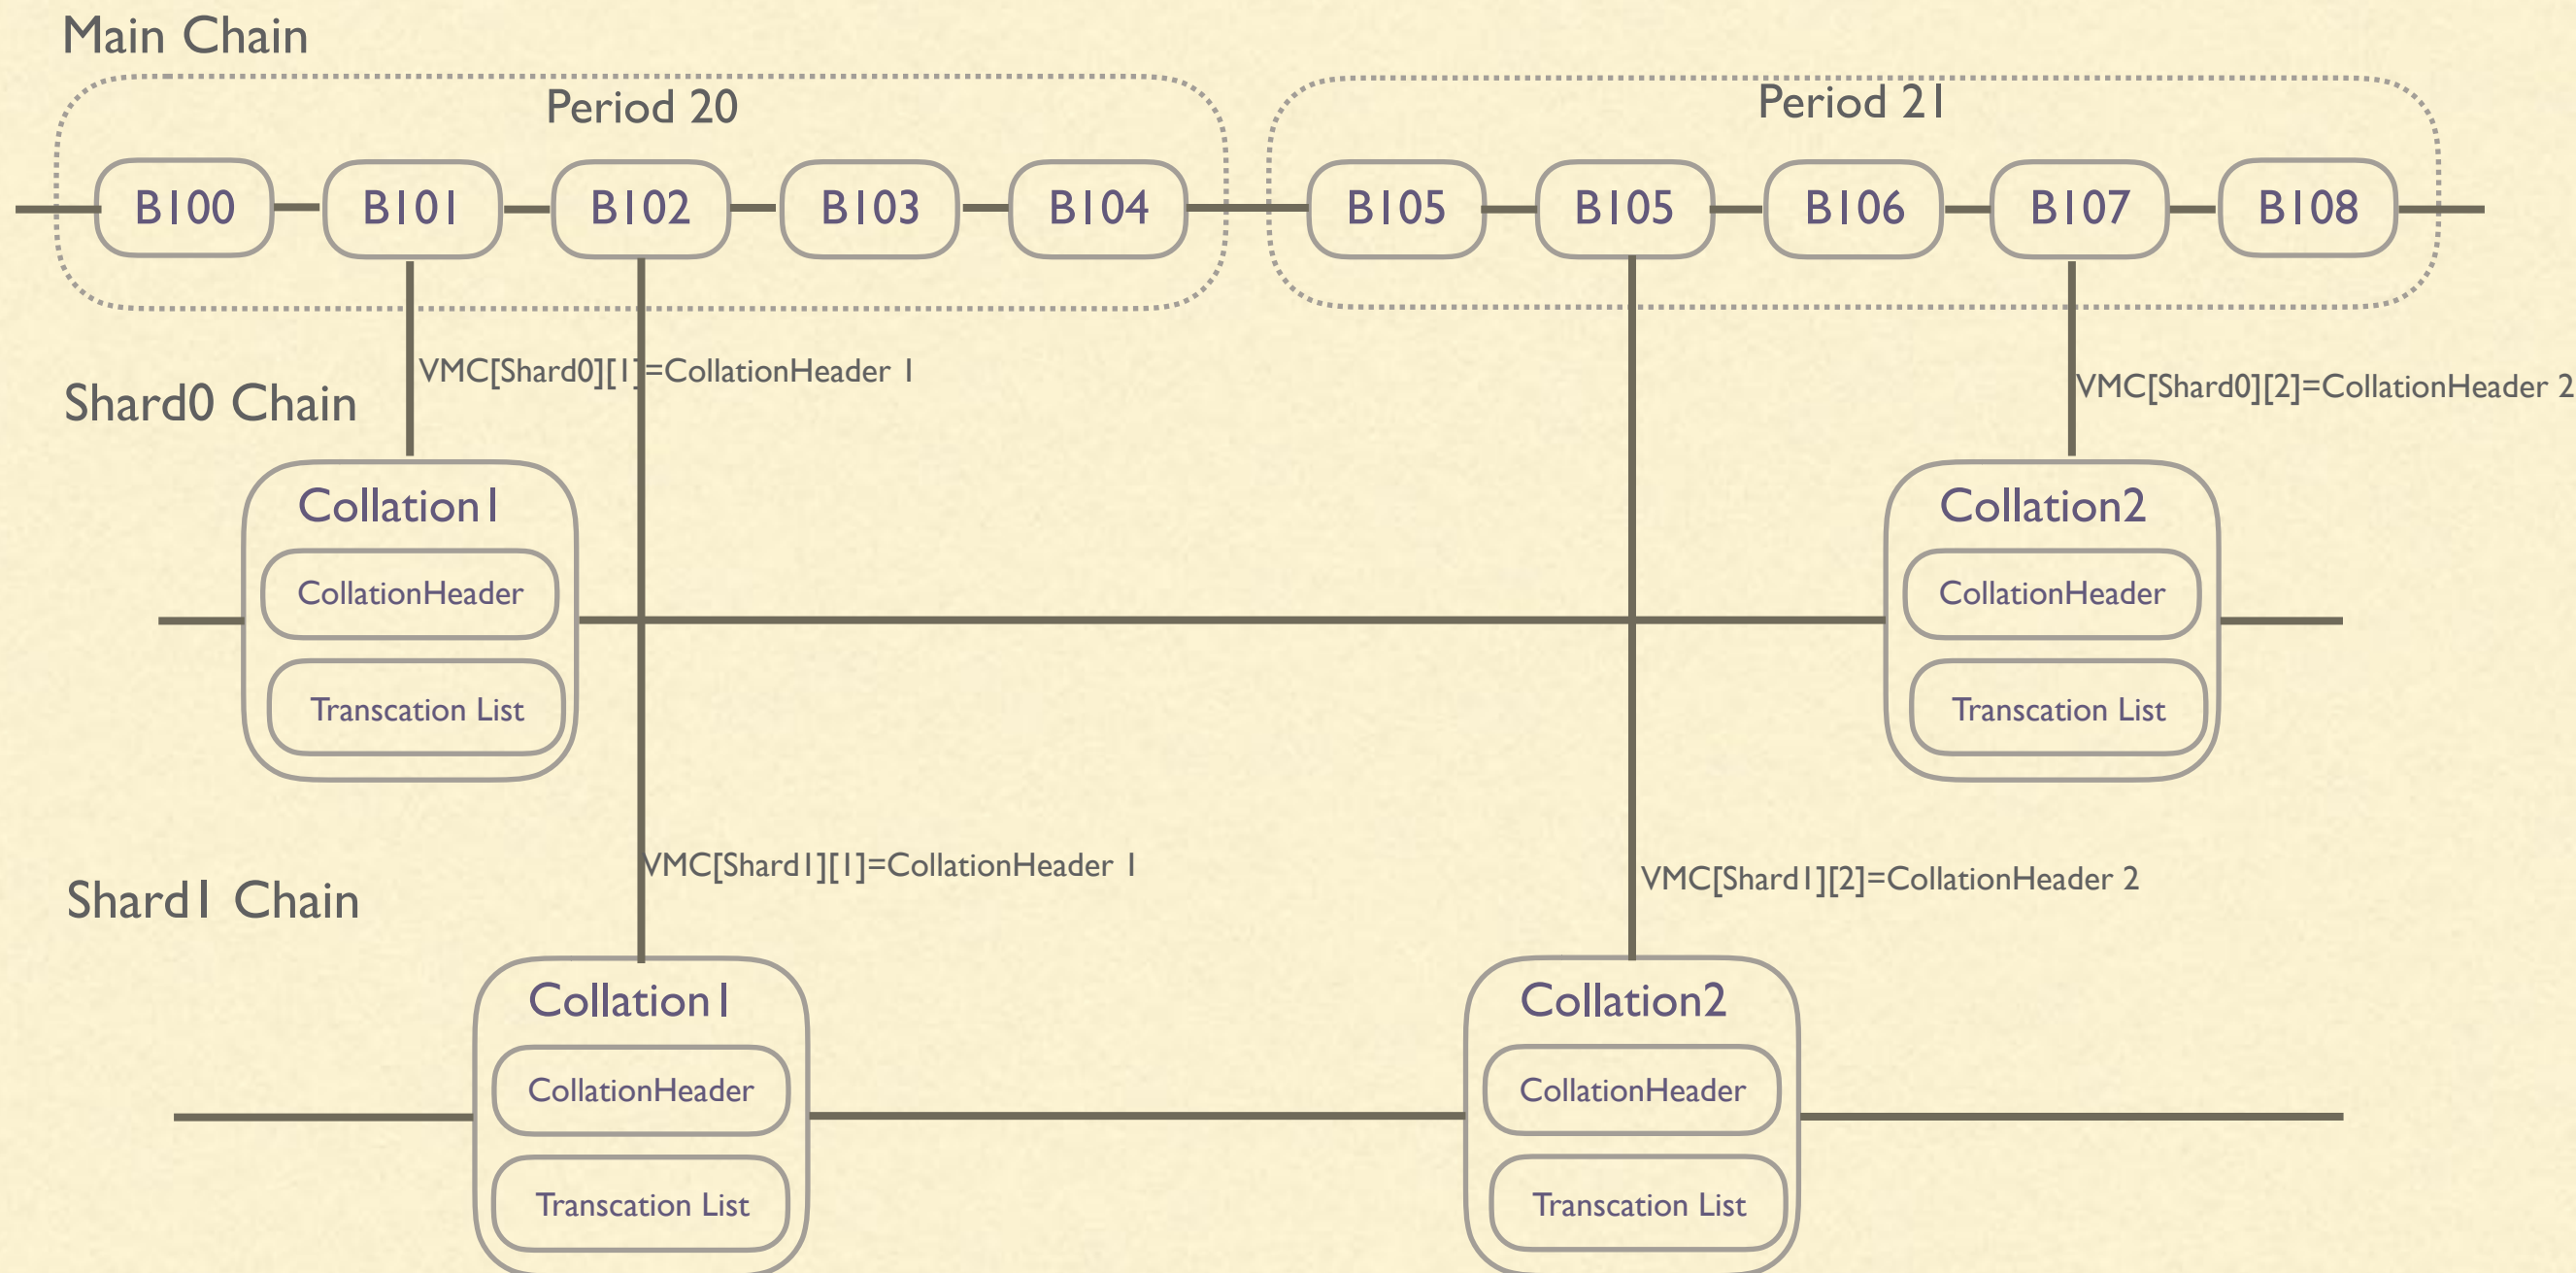 Main Chain
Period 20
Period 21
B100
B101
B102
B103
B104
B105
B105
B106
B107
B108
VMC[Shard0][1]=CollationHeader 1
VMC[Shard0][2]=CollationHeader 2
Shard0 Chain
Collation1
CollationHeader
Transcation List
Collation2
CollationHeader
Transcation List
VMC[Shard1][1]=CollationHeader 1
VMC[Shard1][2]=CollationHeader 2
Shard1 Chain
Collation1
CollationHeader
Transcation List
Collation2
CollationHeader
Transcation List